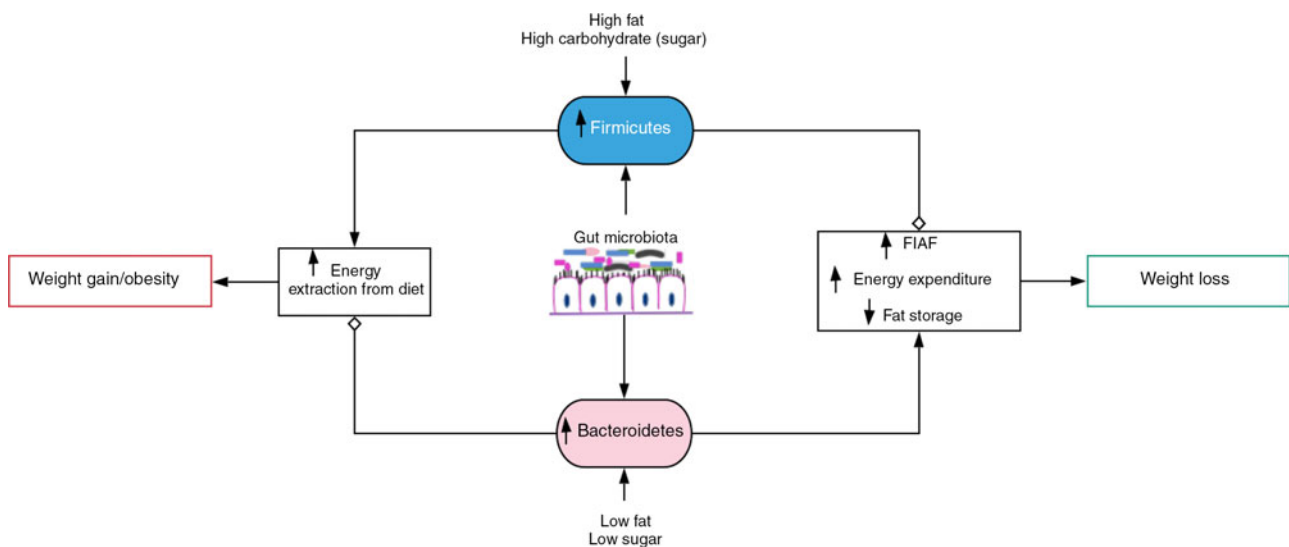 High fat
High carbohydrate (sugar)
Firmicutes
Gut microbiota
Energy
extraction from diet
Weight gain/obesity
FIAF
Energy expenditure
Fat storage
Weight loss
Bacteroidetes
Low fat
Low sugar